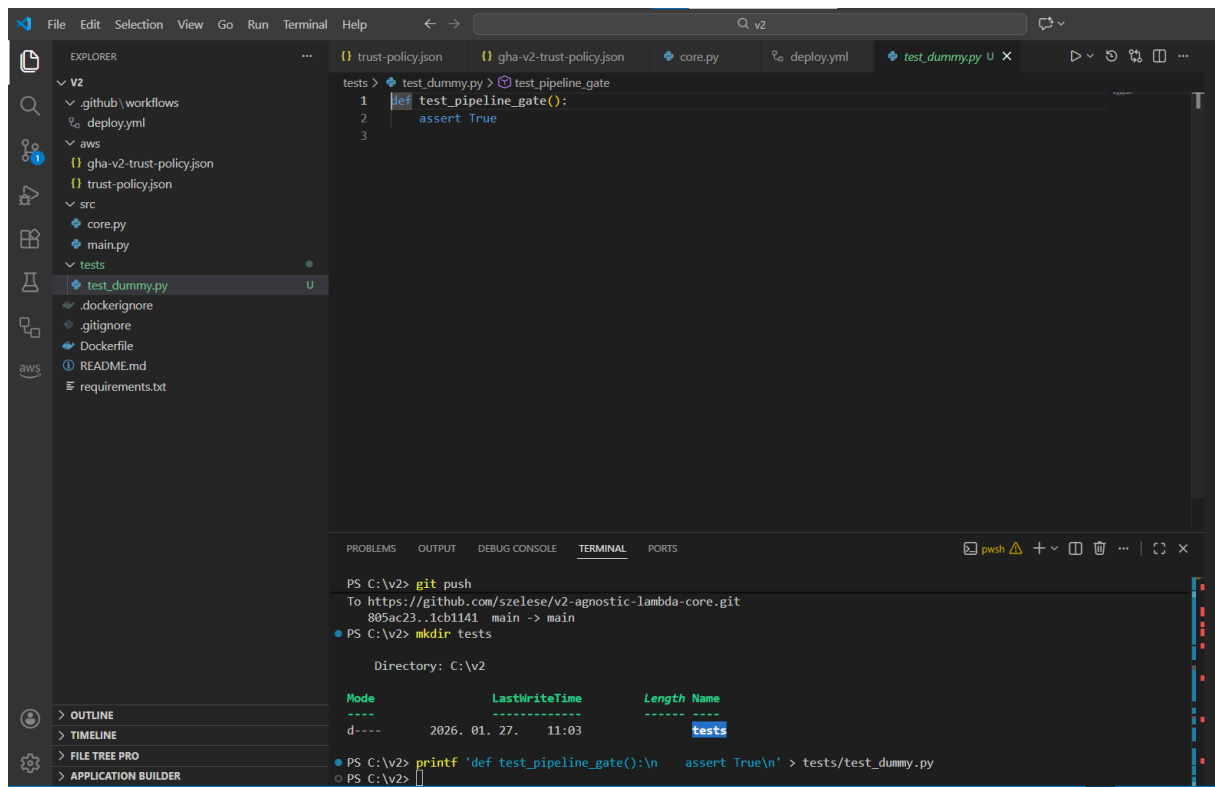 File Edit Selection View Go Run Terminal Help ← → v2
EXPLORER ···
V2
.github\workflows
deploy.yml
aws
{} gha-v2-trust-policy.json
{} trust-policy.json
src
core.py
main.py
tests
test_dummy.py U
.dockerignore
.gitignore
Dockerfile
README.md
requirements.txt
OUTLINE
TIMELINE
FILE TREE PRO
APPLICATION BUILDER
1
aws
{} trust-policy.json {} gha-v2-trust-policy.json core.py deploy.yml test_dummy.py U
tests > test_dummy.py > test_pipeline_gate
1 def test_pipeline_gate():
2 assert True
3
PROBLEMS OUTPUT DEBUG CONSOLE TERMINAL PORTS pwsh
PS C:\v2> git push
To https://github.com/szelese/v2-agnostic-lambda-core.git
805ac23..1cb1141 main -> main
PS C:\v2> mkdir tests
Directory: C:\v2
Mode LastWriteTime Length Name
---- ------------- ------ ----
d---- 2026. 01. 27. 11:03 tests
PS C:\v2> printf 'def test_pipeline_gate():\n    assert True\n' > tests/test_dummy.py
PS C:\v2>